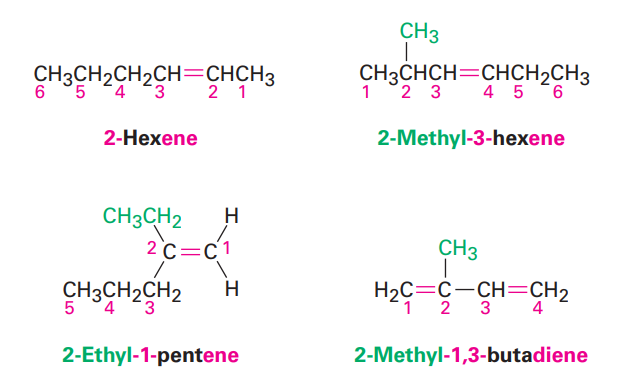 CH3CH2CH2CH=CHCH3
6 5 4 3 2 1
2-Hexene
CH3
CH3CHCH=CHCH2CH3
1 2 3 4 5 6
2-Methyl-3-hexene
CH3CH2 H
2 C=C 1
CH3CH2CH2 H
5 4 3
2-Ethyl-1-pentene
CH3
H2C=C—CH=CH2
1 2 3 4
2-Methyl-1,3-butadiene